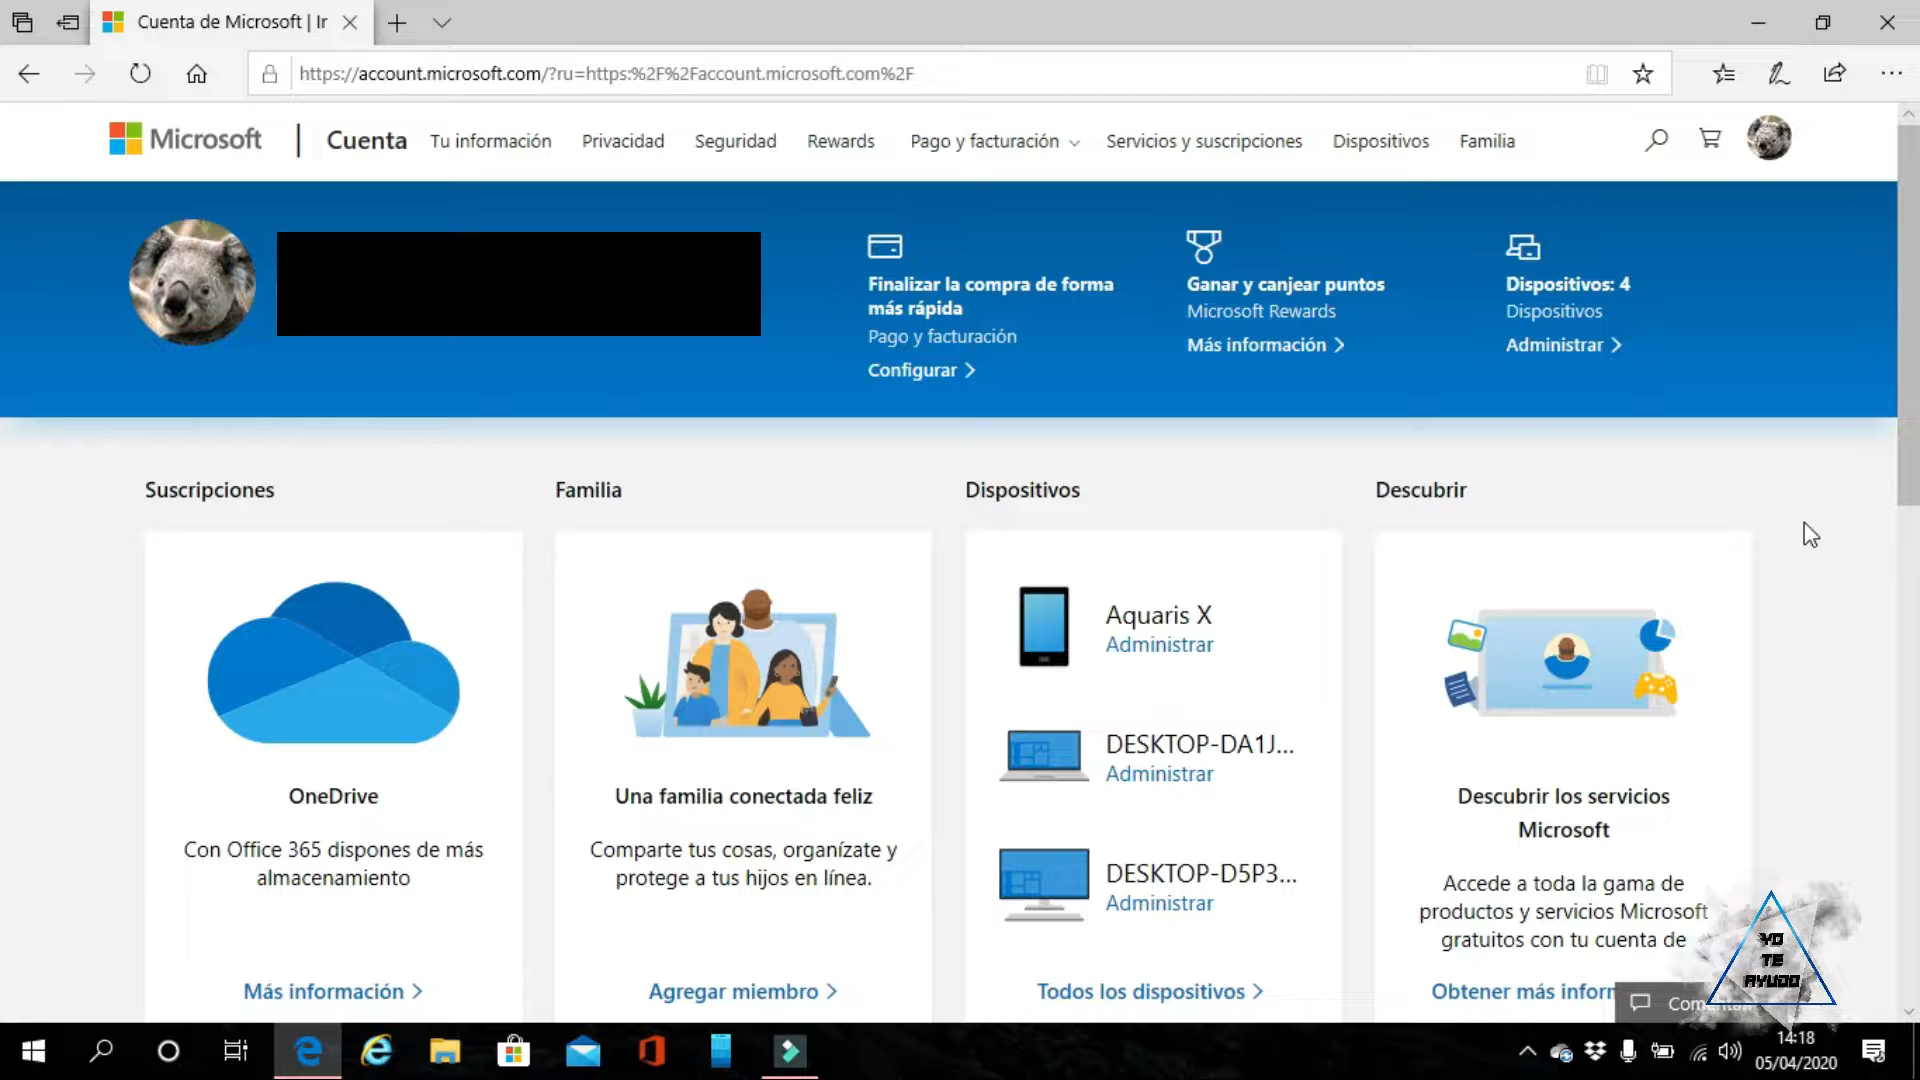 Cuenta de Microsoft | Ir
https://account.microsoft.com/?ru=https:%2F%2Faccount.microsoft.com%2F
Microsoft | Cuenta Tu información Privacidad Seguridad Rewards Pago y facturación Servicios y suscripciones Dispositivos Familia
Finalizar la compra de forma
más rápida
Pago y facturación
Configurar
Ganar y canjear puntos
Microsoft Rewards
Más información
Dispositivos: 4
Dispositivos
Administrar
Suscripciones
OneDrive
Con Office 365 dispones de más
almacenamiento
Más información
Familia
Una familia conectada feliz
Comparte tus cosas, organízate y
protege a tus hijos en línea.
Agregar miembro
Dispositivos
Aquaris X
Administrar
DESKTOP-DA1J...
Administrar
DESKTOP-D5P3...
Administrar
Todos los dispositivos
Descubrir
Descubrir los servicios
Microsoft
Accede a toda la gama de
productos y servicios Microsoft
gratuitos con tu cuenta de
Obtener más
YO
TE
AYUDO
14:18
05/04/2020